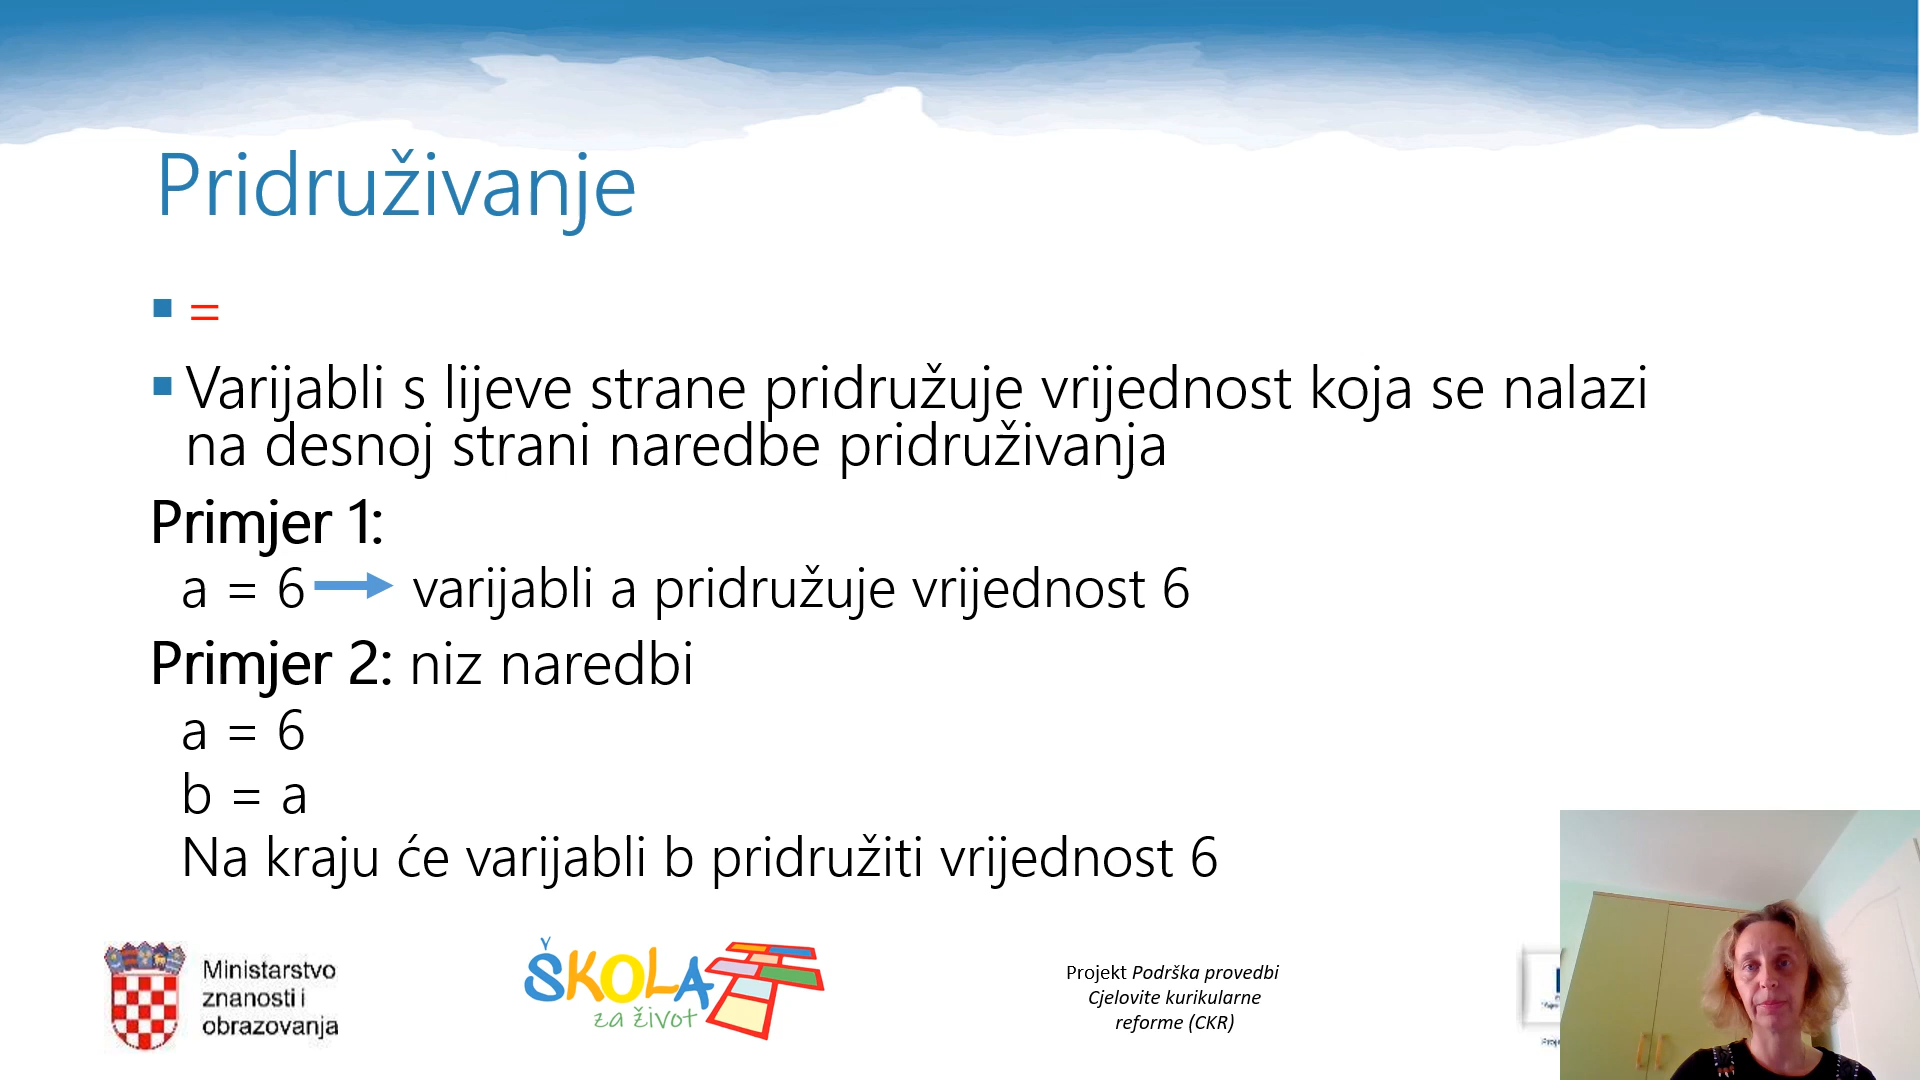 Pridruživanje
=
Varijabli s lijeve strane pridružuje vrijednost koja se nalazi
na desnoj strani naredbe pridruživanja
Primjer 1:
a = 6 varijabli a pridružuje vrijednost 6
Primjer 2: niz naredbi
a = 6
b = a
Na kraju će varijabli b pridružiti vrijednost 6
Ministarstvo
znanosti i
obrazovanja
ŠKOLA
za život
Projekt Podrška provedbi
Cjelovite kurikularne
reforme (CKR)